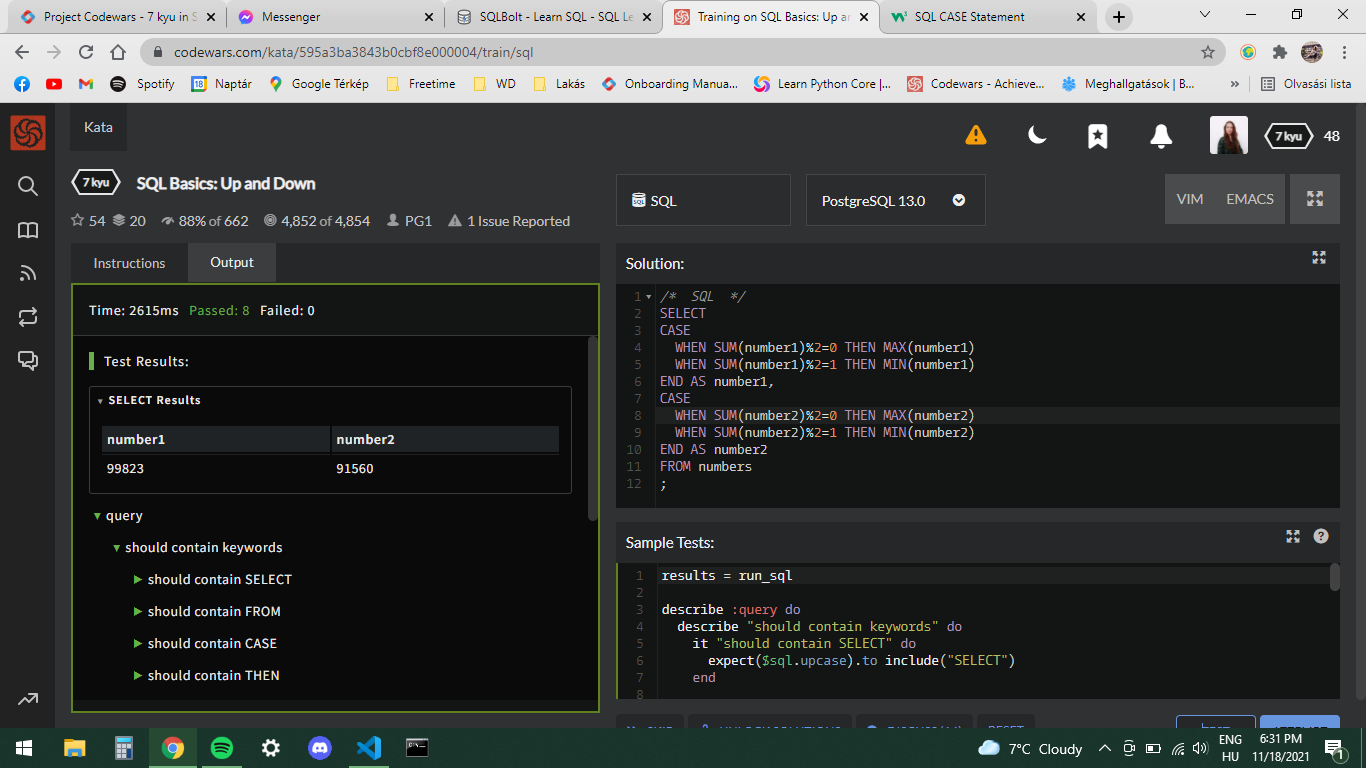 Project Codewars - 7 kyu in S
Messenger
SQLBolt - Learn SQL - SQL Le
Training on SQL Basics: Up an
SQL CASE Statement
codewars.com/kata/595a3ba3843b0cbf8e000004/train/sql
Spotify
18
Naptár
Google Térkép
Freetime
WD
Lakás
Onboarding Manua...
Learn Python Core |...
Codewars - Achieve...
Meghallgatások | B...
»
Olvasási lista
Kata
7 kyu
48
7 kyu
SQL Basics: Up and Down
54
20
88% of 662
4,852 of 4,854
PG1
1 Issue Reported
SQL
PostgreSQL 13.0
VIM
EMACS
Instructions
Output
Time: 2615ms Passed: 8 Failed: 0
Test Results:
SELECT Results
number1 number2
99823 91560
query
should contain keywords
should contain SELECT
should contain FROM
should contain CASE
should contain THEN
Solution:
1 /* SQL */
2 SELECT
3 CASE
4 WHEN SUM(number1)%2=0 THEN MAX(number1)
5 WHEN SUM(number1)%2=1 THEN MIN(number1)
6 END AS number1,
7 CASE
8 WHEN SUM(number2)%2=0 THEN MAX(number2)
9 WHEN SUM(number2)%2=1 THEN MIN(number2)
10 END AS number2
11 FROM numbers
12 ;
Sample Tests:
?
1 results = run_sql
2
3 describe :query do
4 describe "should contain keywords" do
5 it "should contain SELECT" do
6 expect($sql.upcase).to include("SELECT")
7 end
8
7°C Cloudy
ENG
HU
6:31 PM
11/18/2021
1